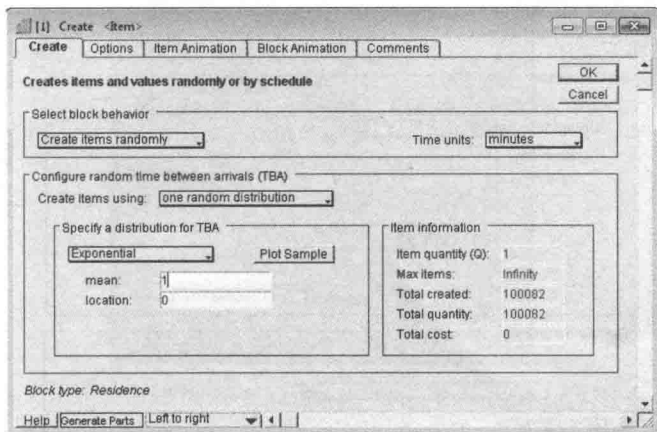 [1] Create <Item>
Create Options Item Animation Block Animation Comments
Creates items and values randomly or by schedule
OK
Cancel
Select block behavior
Create items randomly
Time units: minutes
Configure random time between arrivals (TBA)
Create items using: one random distribution
Specify a distribution for TBA
Exponential
Plot Sample
mean: 1
location: 0
Item information
Item quantity (Q): 1
Max items: Infinity
Total created: 100082
Total quantity: 100082
Total cost: 0
Block type: Residence
Help Generate Parts Left to right